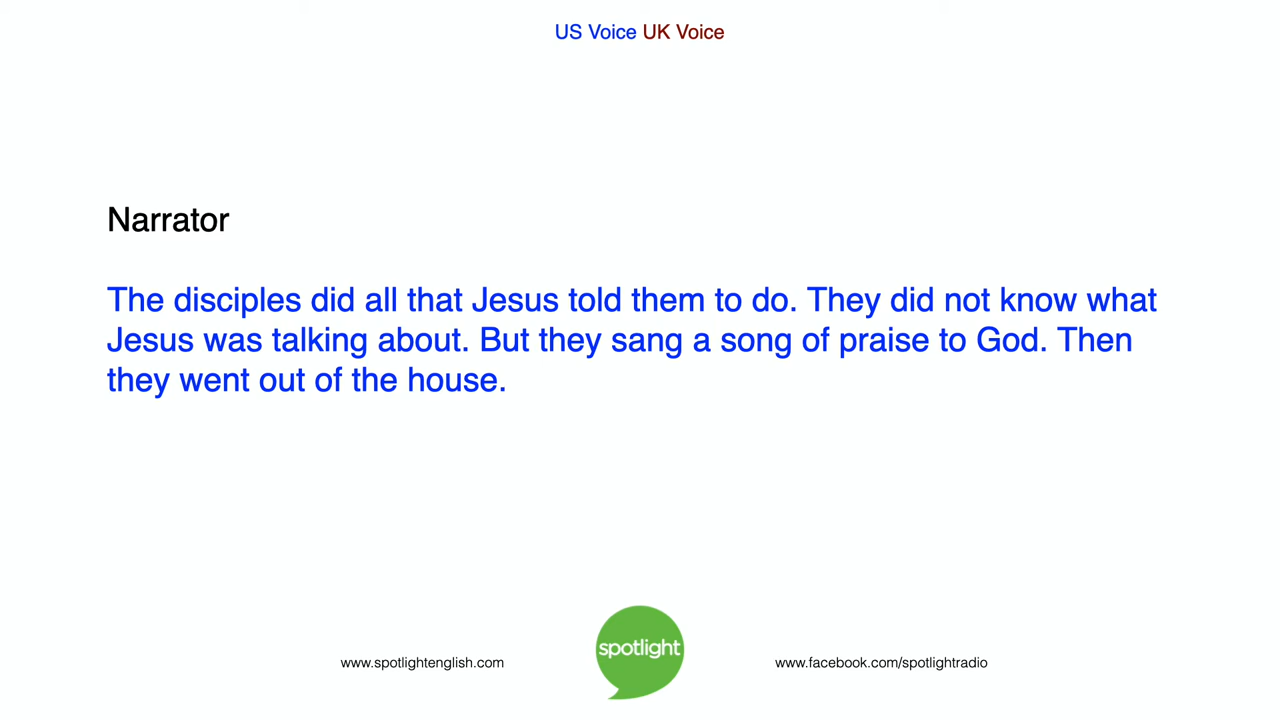 US Voice UK Voice
Narrator
The disciples did all that Jesus told them to do. They did not know what
Jesus was talking about. But they sang a song of praise to God. Then
they went out of the house.
spotlight
www.spotlightenglish.com
www.facebook.com/spotlightradio